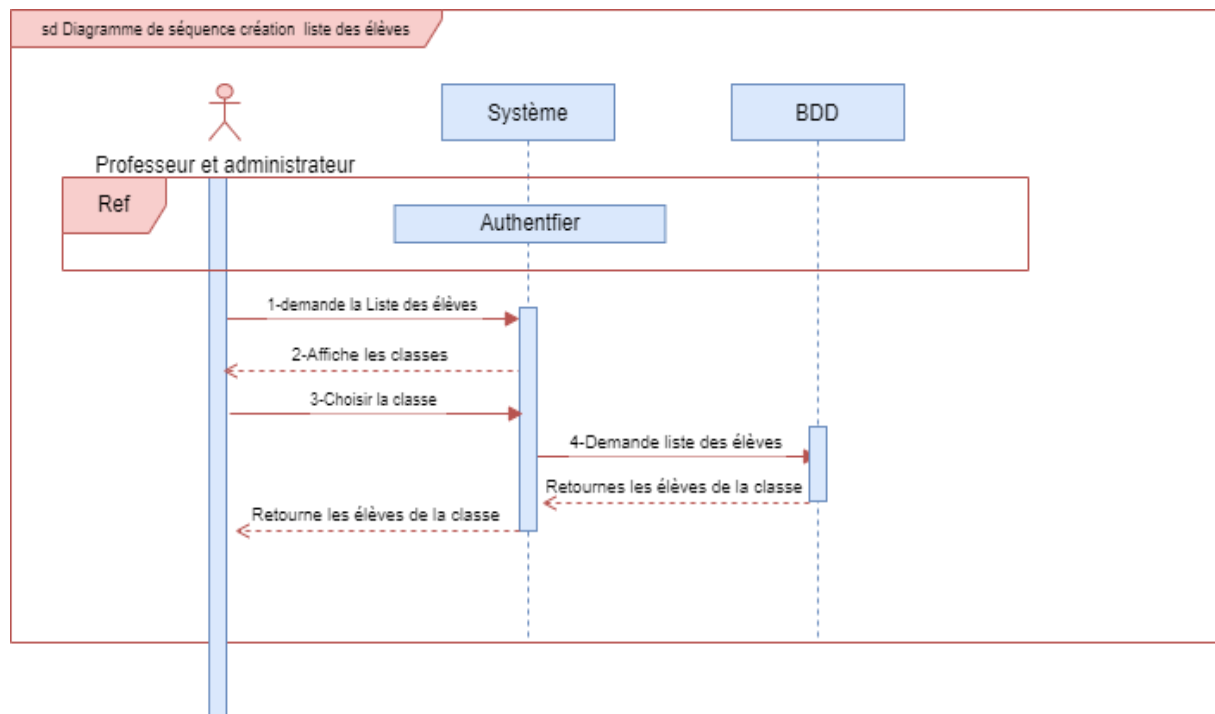 sd Diagramme de séquence création liste des élèves
Système
BDD
Professeur et administrateur
Ref
Authentfier
1-demande la Liste des élèves
2-Affiche les classes
3-Choisir la classe
4-Demande liste des élèves
Retournes les élèves de la classe
Retourne les élèves de la classe